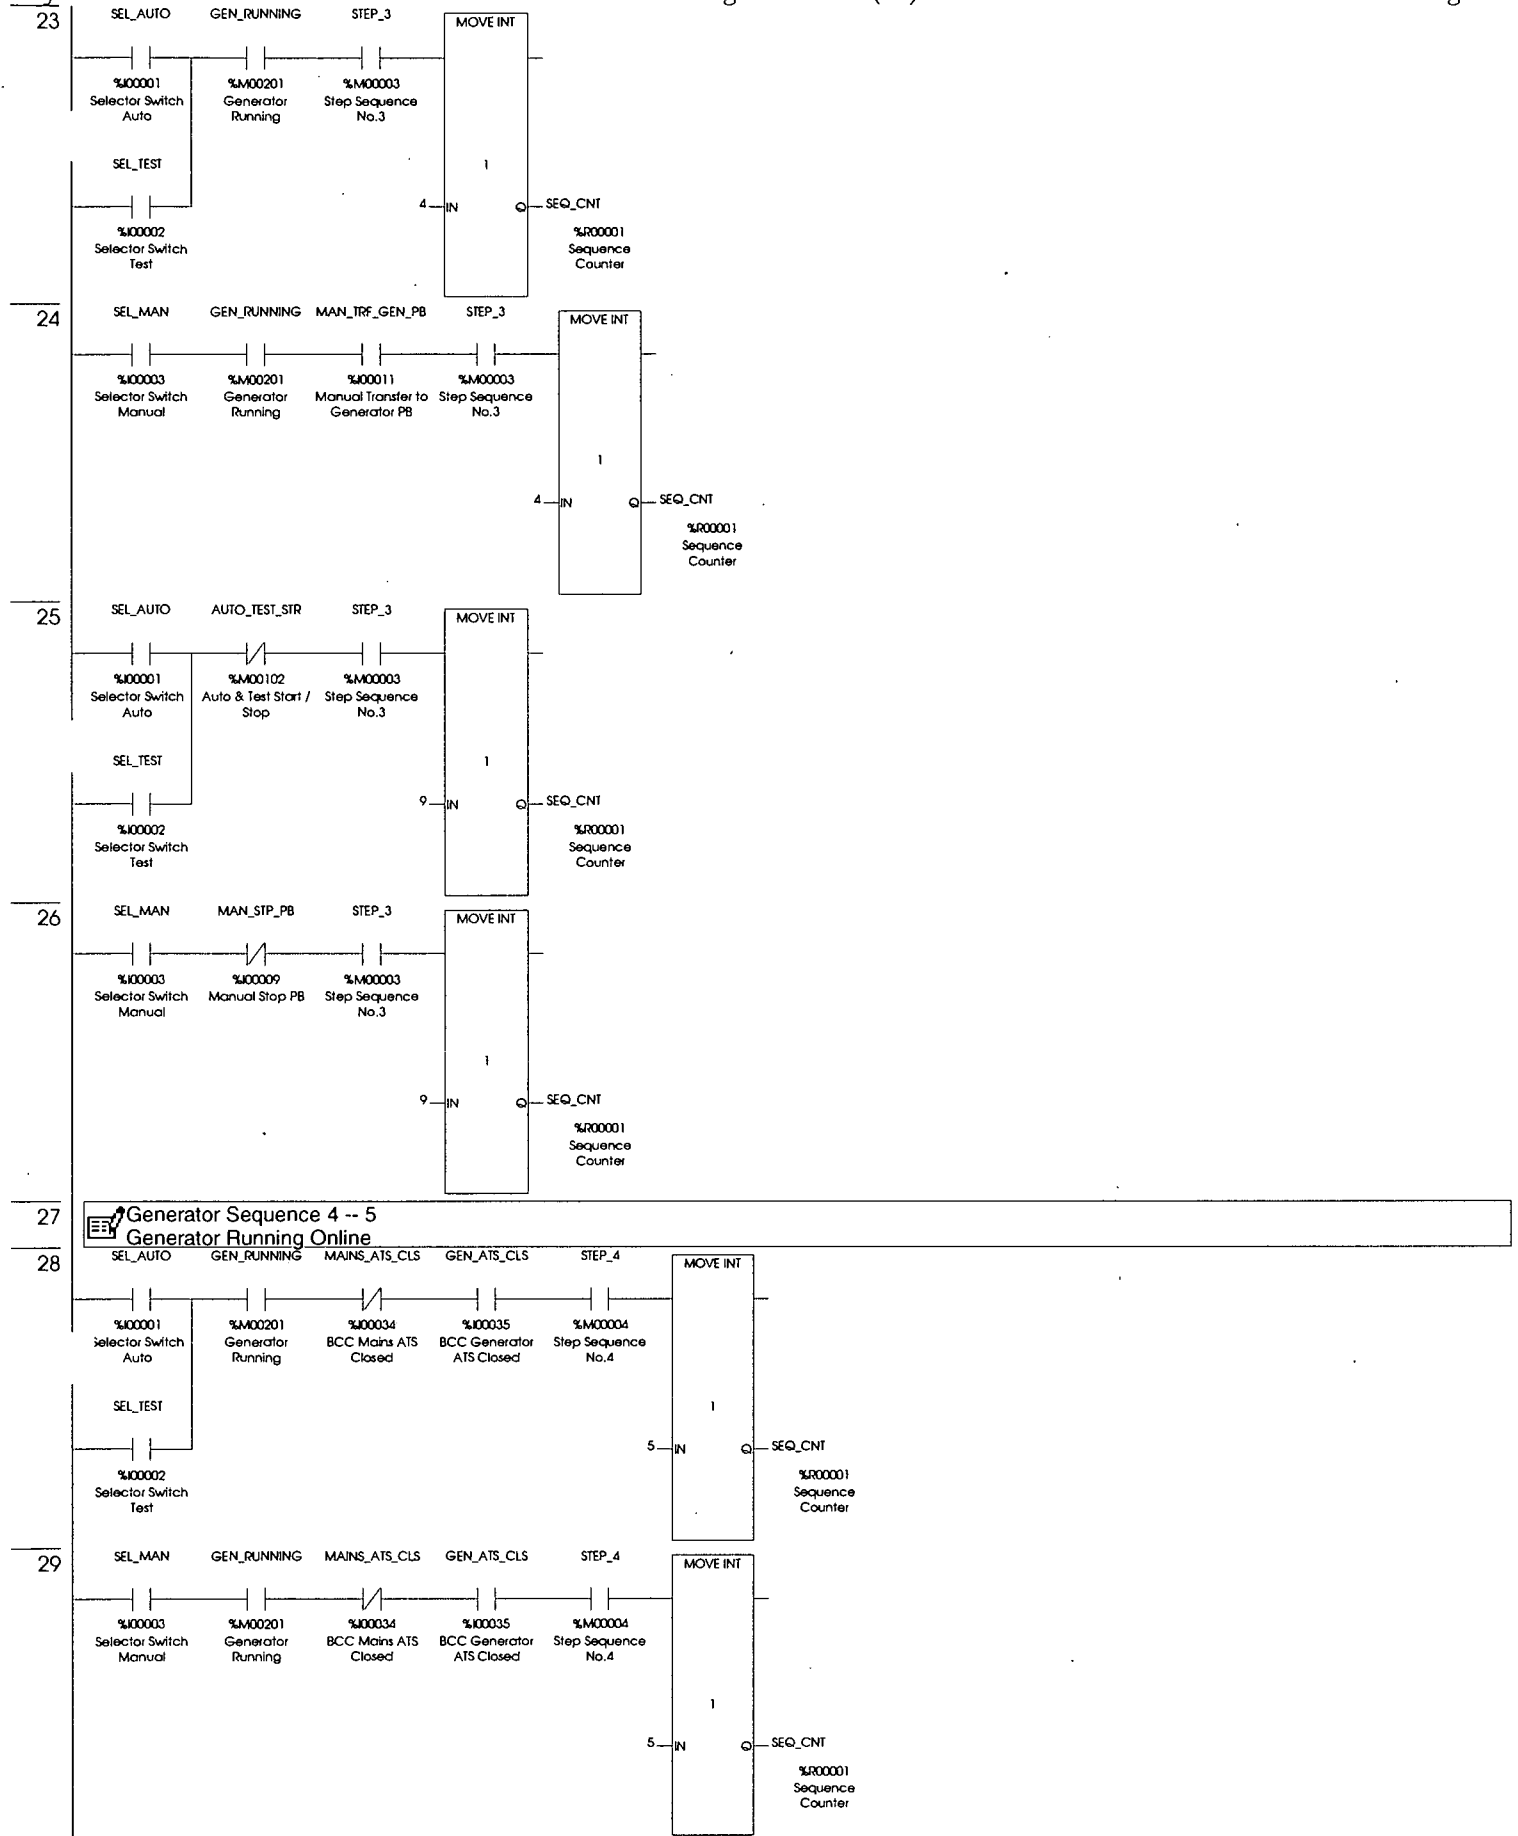 23
SEL_AUTO GEN_RUNNING STEP_3 MOVE INT
%I00001 %M00201 %M00003
Selector Switch Generator Step Sequence
Auto Running No.3
SEL_TEST 1
4 IN Q SEQ_CNT
%I00002 %R00001
Selector Switch Sequence
Test Counter
24
SEL_MAN GEN_RUNNING MAN_TRF_GEN_PB STEP_3 MOVE INT
%I00003 %M00201 %I00011 %M00003
Selector Switch Generator Manual Transfer to Step Sequence
Manual Running Generator PB No.3
1
4 IN Q SEQ_CNT
%R00001
Sequence
Counter
25
SEL_AUTO AUTO_TEST_STR STEP_3 MOVE INT
%I00001 %M00102 %M00003
Selector Switch Auto & Test Start / Step Sequence
Auto Stop No.3
SEL_TEST 1
9 IN Q SEQ_CNT
%I00002 %R00001
Selector Switch Sequence
Test Counter
26
SEL_MAN MAN_STP_PB STEP_3 MOVE INT
%I00003 %I00009 %M00003
Selector Switch Manual Stop PB Step Sequence
Manual No.3
1
9 IN Q SEQ_CNT
%R00001
Sequence
Counter
27
Generator Sequence 4 -- 5
Generator Running Online
28
SEL_AUTO GEN_RUNNING MAINS_ATS_CLS GEN_ATS_CLS STEP_4 MOVE INT
%I00001 %M00201 %I00034 %I00035 %M00004
Selector Switch Generator BCC Mains ATS BCC Generator Step Sequence
Auto Running Closed ATS Closed No.4
SEL_TEST 1
5 IN Q SEQ_CNT
%I00002 %R00001
Selector Switch Sequence
Test Counter
29
SEL_MAN GEN_RUNNING MAINS_ATS_CLS GEN_ATS_CLS STEP_4 MOVE INT
%I00003 %M00201 %I00034 %I00035 %M00004
Selector Switch Generator BCC Mains ATS BCC Generator Step Sequence
Manual Running Closed ATS Closed No.4
1
5 IN Q SEQ_CNT
%R00001
Sequence
Counter